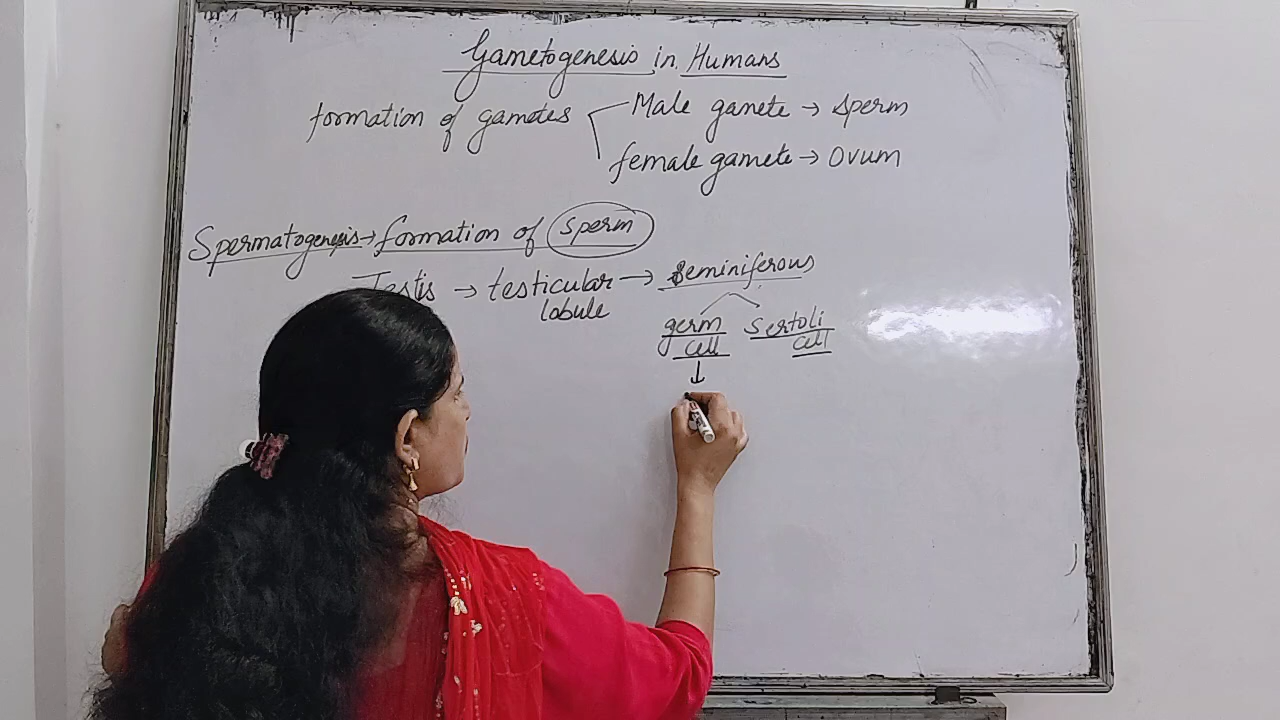 Gametogenesis in Humans
formation of gametes
Male gamete → Sperm
female gamete → Ovum
Spermatogenesis → formation of Sperm
Testis → testicular → Seminiferous
lobule
germ Sertoli
cell cell